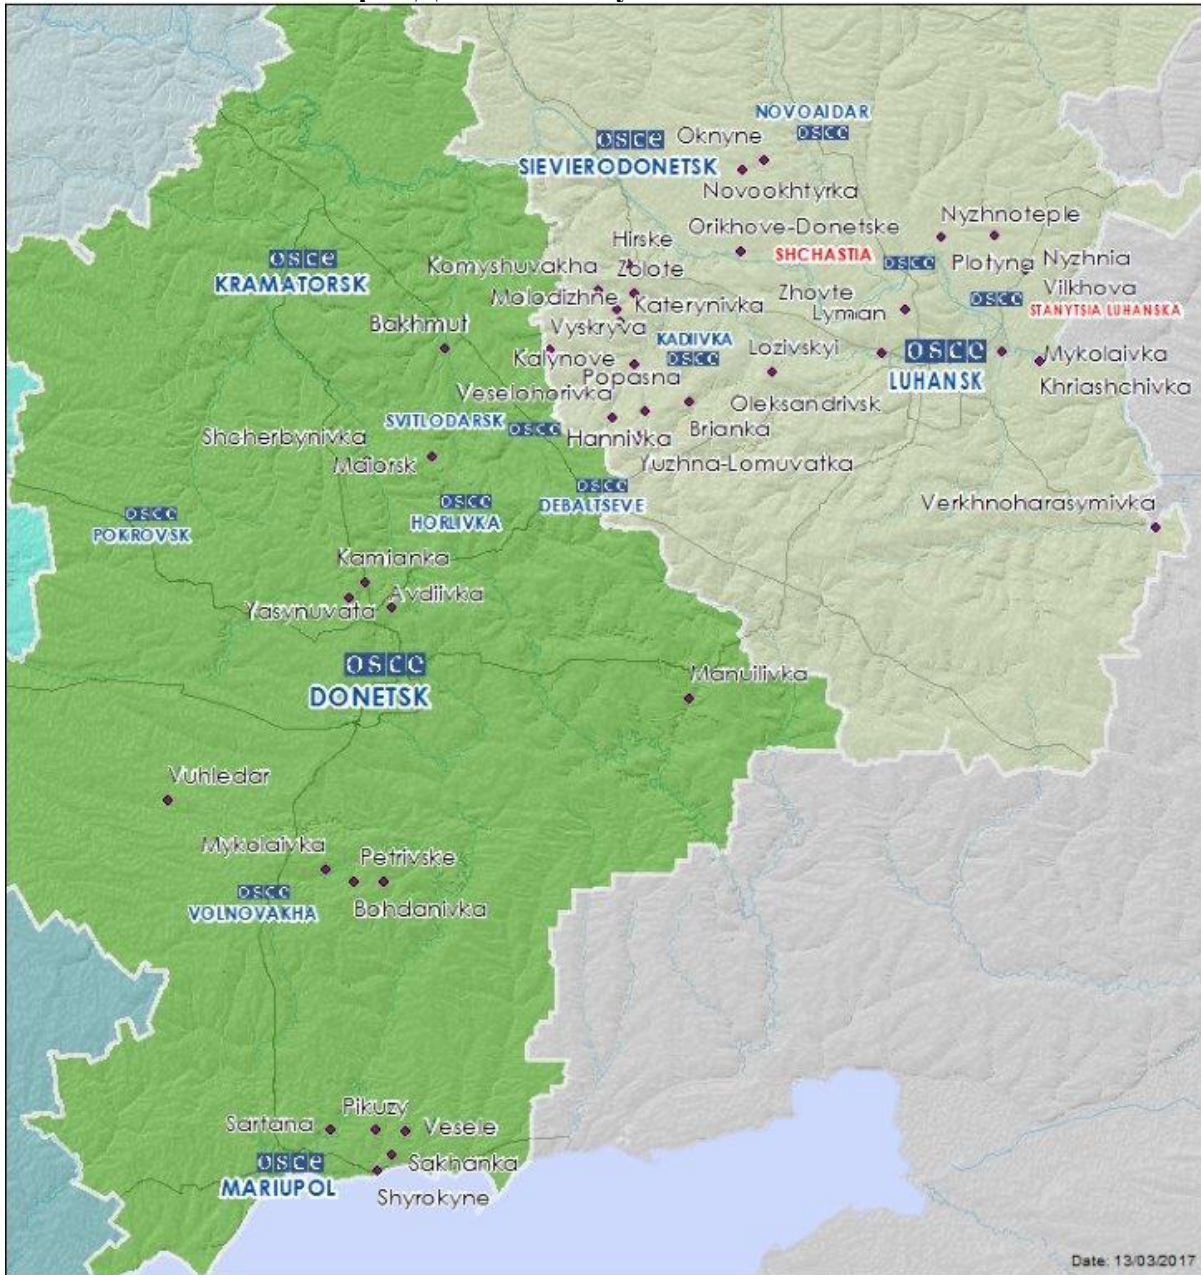 NOVOAIDAR
osce
osce
Oknyne
SIEVIERODONETSK
Novookhtyrka
Orikhove-Donetske
Nyzhnoteple
Hirske
SHCHASTIA
osce
KRAMATORSK
Komyshuvakha
Zolote
osce
Plotyna
Nyzhnia
Vilkhova
Molodizhne
Katerynivka
Zhovte
Lyman
osce
STANYTSIA LUHANSKA
Bakhmut
Vyskryva
KADIIVKA
osce
Kalynove
Lozivskyi
osce
LUHANSK
Mykolaivka
Khriashchivka
Popasna
Veselohorivka
Oleksandrivsk
SVITLODARSK
osce
Brianka
Hannivka
Shcherbynivka
Maiorsk
Yuzhna-Lomuvatka
osce
HORLIVKA
osce
DEBALTSEVE
Verkhnoharasymivka
osce
POKROVSK
Kamianka
Avdiivka
Yasynuvata
osce
DONETSK
Manuilivka
Vuhledar
Mykolaivka
Petrivske
osce
VOLNOVAKHA
Bohdanivka
Pikuzy
Sartana
Vesele
osce
MARIUPOL
Sakhanka
Shyrokyne
Date: 13/03/2017